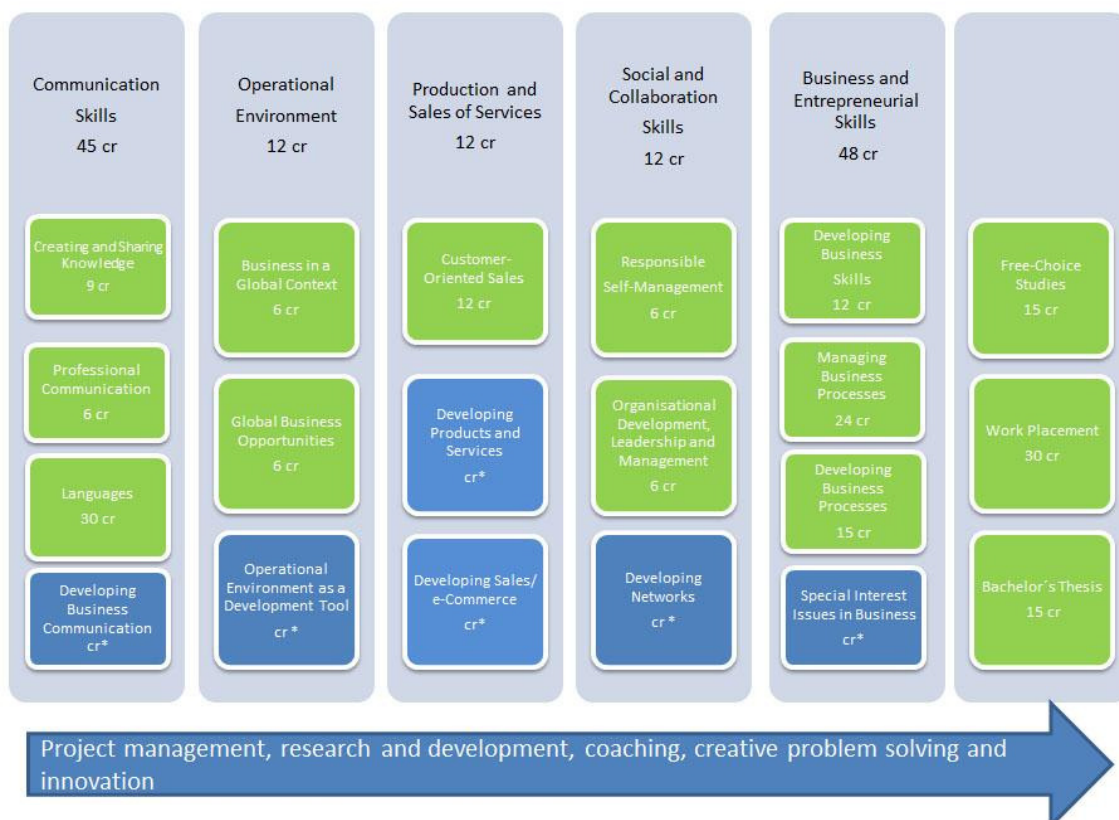 Communication
Skills
45 cr
Creating and Sharing
Knowledge
9 cr
Professional
Communication
6 cr
Languages
30 cr
Developing
Business
Communication
cr*
Operational
Environment
12 cr
Business in a
Global Context
6 cr
Global Business
Opportunities
6 cr
Operational
Environment as a
Development Tool
cr *
Production and
Sales of Services
12 cr
Customer-
Oriented Sales
12 cr
Developing
Products and
Services
cr*
Developing Sales/
e-Commerce
cr*
Social and
Collaboration
Skills
12 cr
Responsible
Self-Management
6 cr
Organisational
Development,
Leadership and
Management
6 cr
Developing
Networks
cr *
Business and
Entrepreneurial
Skills
48 cr
Developing
Business
Skills
12 cr
Managing
Business
Processes
24 cr
Developing
Business
Processes
15 cr
Special Interest
Issues in Business
cr*
Free-Choice
Studies
15 cr
Work Placement
30 cr
Bachelor´s Thesis
15 cr
Project management, research and development, coaching, creative problem solving and
innovation